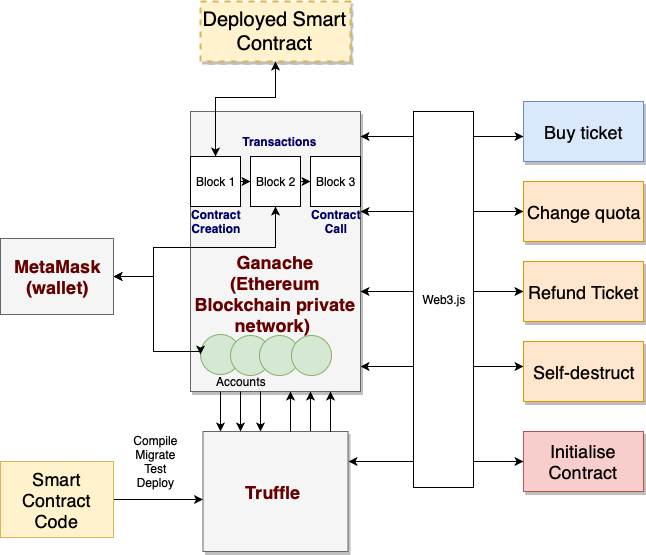 Deployed Smart
Contract
Transactions
Block 1
Block 2
Block 3
Contract
Creation
Contract
Call
Buy ticket
Change quota
MetaMask
(wallet)
Ganache
(Ethereum
Blockchain private
network)
Web3.js
Refund Ticket
Accounts
Self-destruct
Compile
Migrate
Test
Deploy
Smart
Contract
Code
Truffle
Initialise
Contract